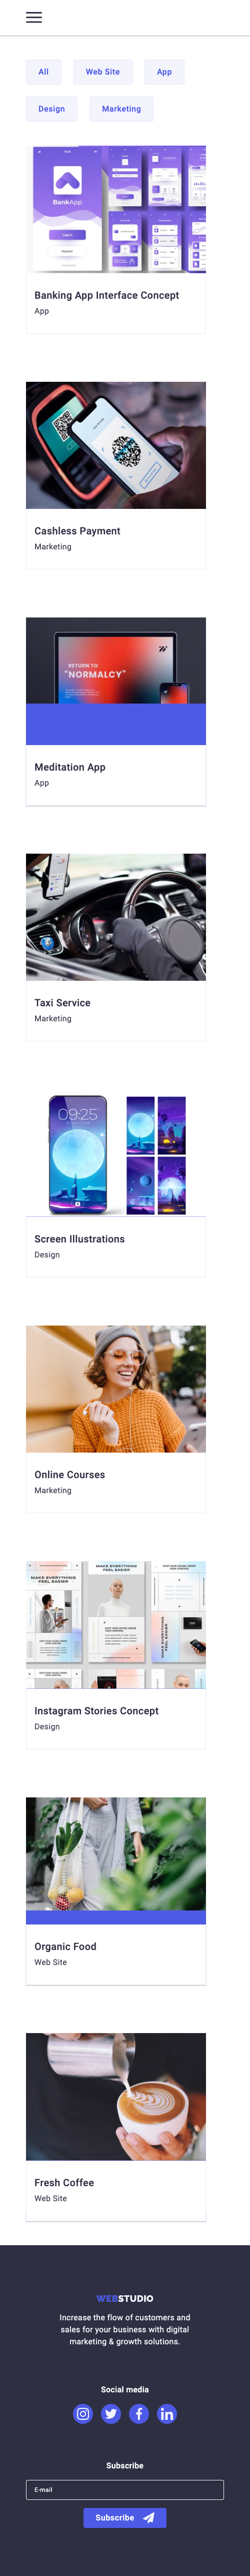 All
Web Site
App
Design
Marketing
BankApp
Banking App Interface Concept
App
Cashless Payment
Marketing
RETURN TO
"NORMALCY"
Meditation App
App
Taxi Service
Marketing
09:25
Screen Illustrations
Design
Online Courses
Marketing
MAKE EVERYTHING
FEEL EASIER
MAKE EVERYTHING
FEEL EASIER
MAKE EVERYTHING
FEEL EASIER
Instagram Stories Concept
Design
Organic Food
Web Site
Fresh Coffee
Web Site
WEBSTUDIO
Increase the flow of customers and
sales for your business with digital
marketing & growth solutions.
Social media
Subscribe
E-mail
Subscribe